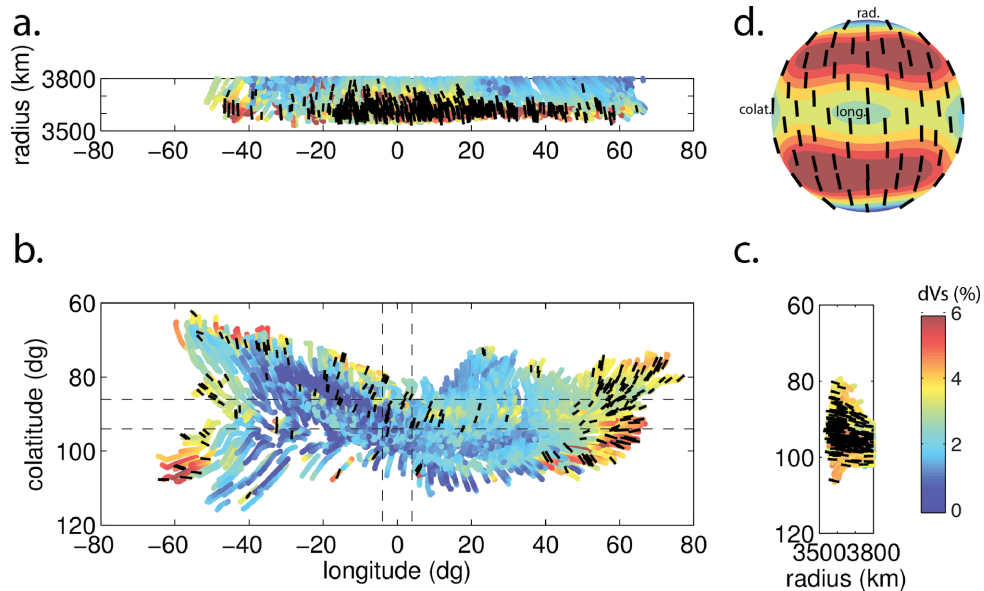 a.
radius (km)
3800
3500
−80 −60 −40 −20 0 20 40 60 80
d.
rad.
colat.
long.
b.
colatitude (dg)
60
80
100
120
−80 −60 −40 −20 0 20 40 60 80
longitude (dg)
c.
60
80
100
120
35003800
radius (km)
dVs (%)
6
4
2
0